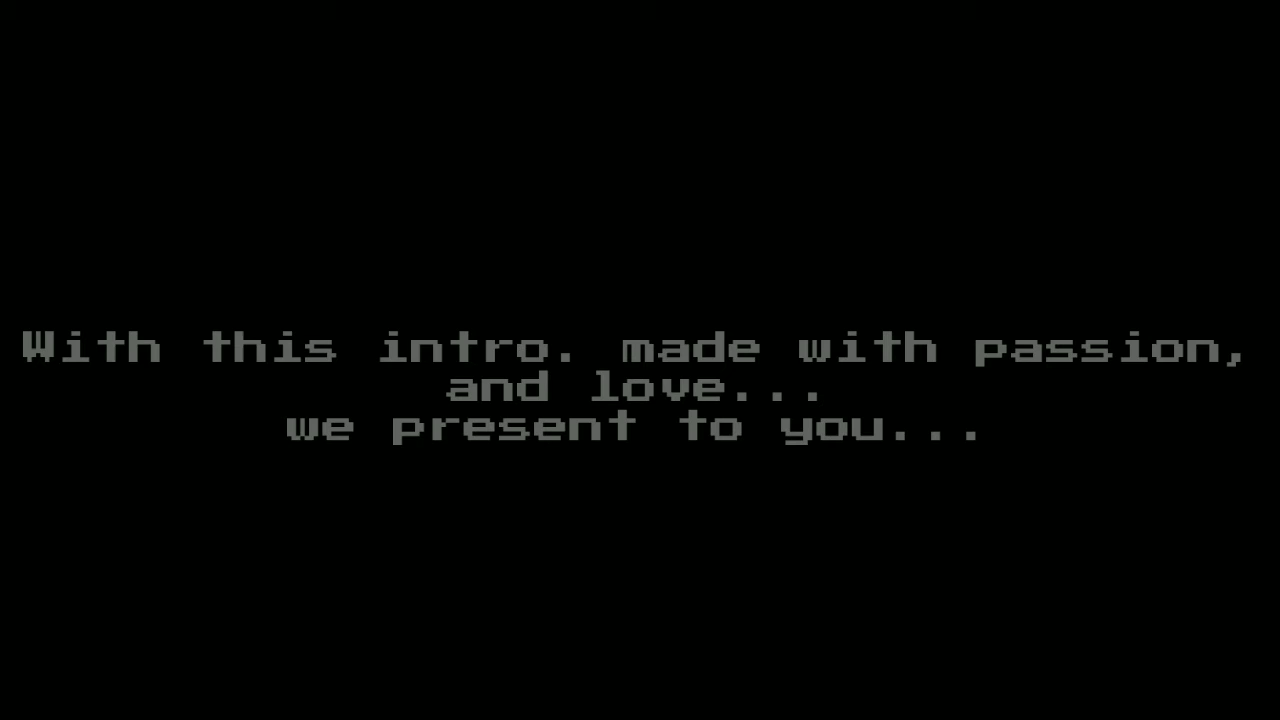 With this intro. made with passion,
and love...
we present to you...